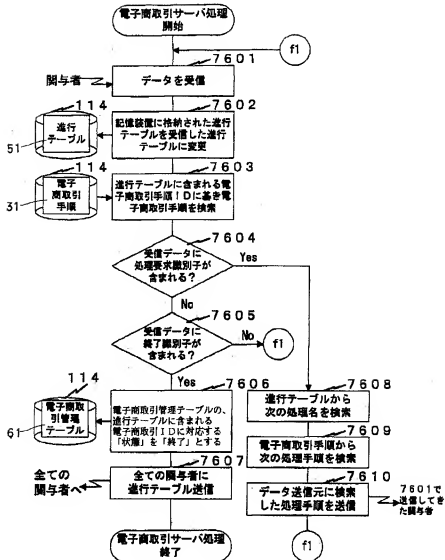 電子商取引サーバ処理
開始
f1
7601
関与者
データを受信
114
7602
進行
テーブル
51
記憶装置に格納された進行
テーブルを受信した進行
テーブルに変更
114
7603
電子
商取引
手順
31
進行テーブルに含まれる電
子商取引手順IDに基き電
子商取引手順を検索
7604
受信データに
処理要求識別子が
含まれる?
Yes
No
7605
受信データに
終了識別子が
含まれる?
No
f1
Yes
114
7606
電子商取
引管理
テーブル
61
電子商取引管理テーブルの、
進行テーブルに含まれる
電子商取引IDに対応する
「状態」を「終了」とする
7608
進行テーブルから
次の処理名を検索
7609
電子商取引手順から
次の処理手順を検索
7607
全ての
関与者へ
全ての関与者に
進行テーブル送信
7610
データ送信元に検索
した処理手順を送信
7601で
送信してき
た関与者
電子商取引サーバ処理
終了
f1